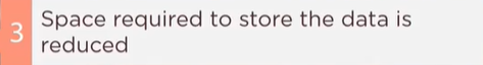 3
Space required to store the data is
reduced